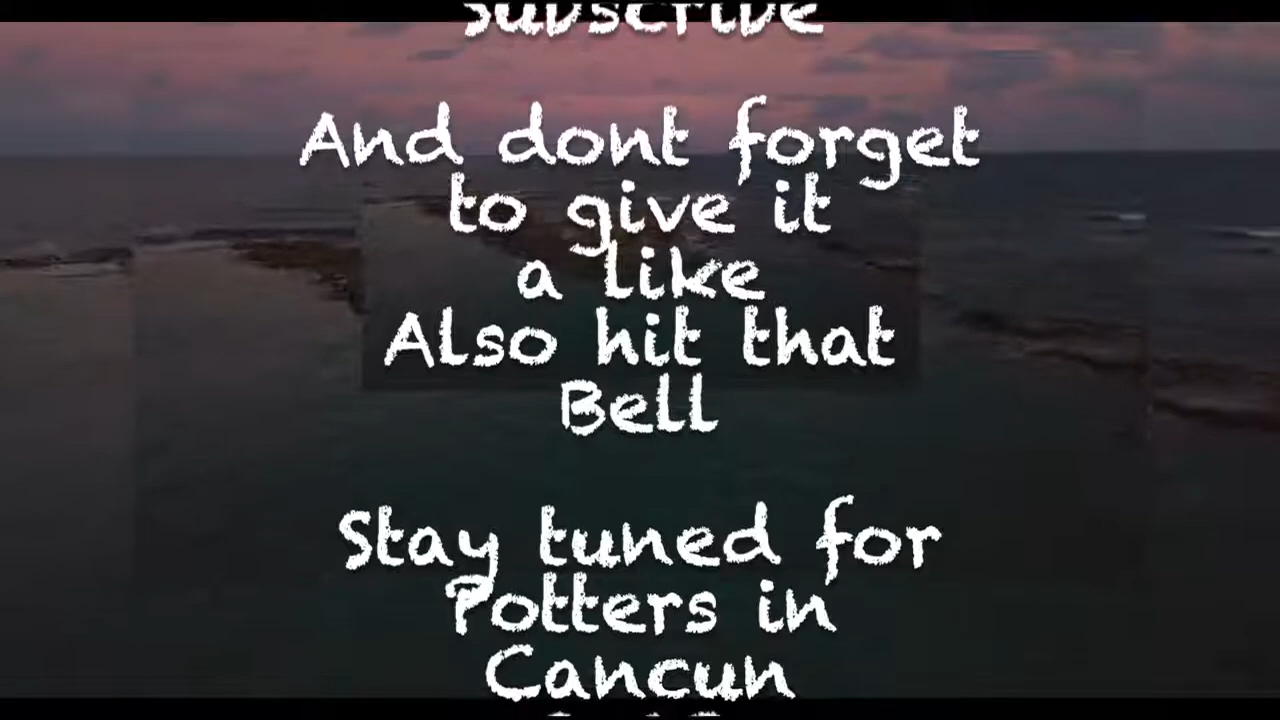 Subscribe
And dont forget
to give it
a like
Also hit that
Bell
Stay tuned for
Potters in
Cancun